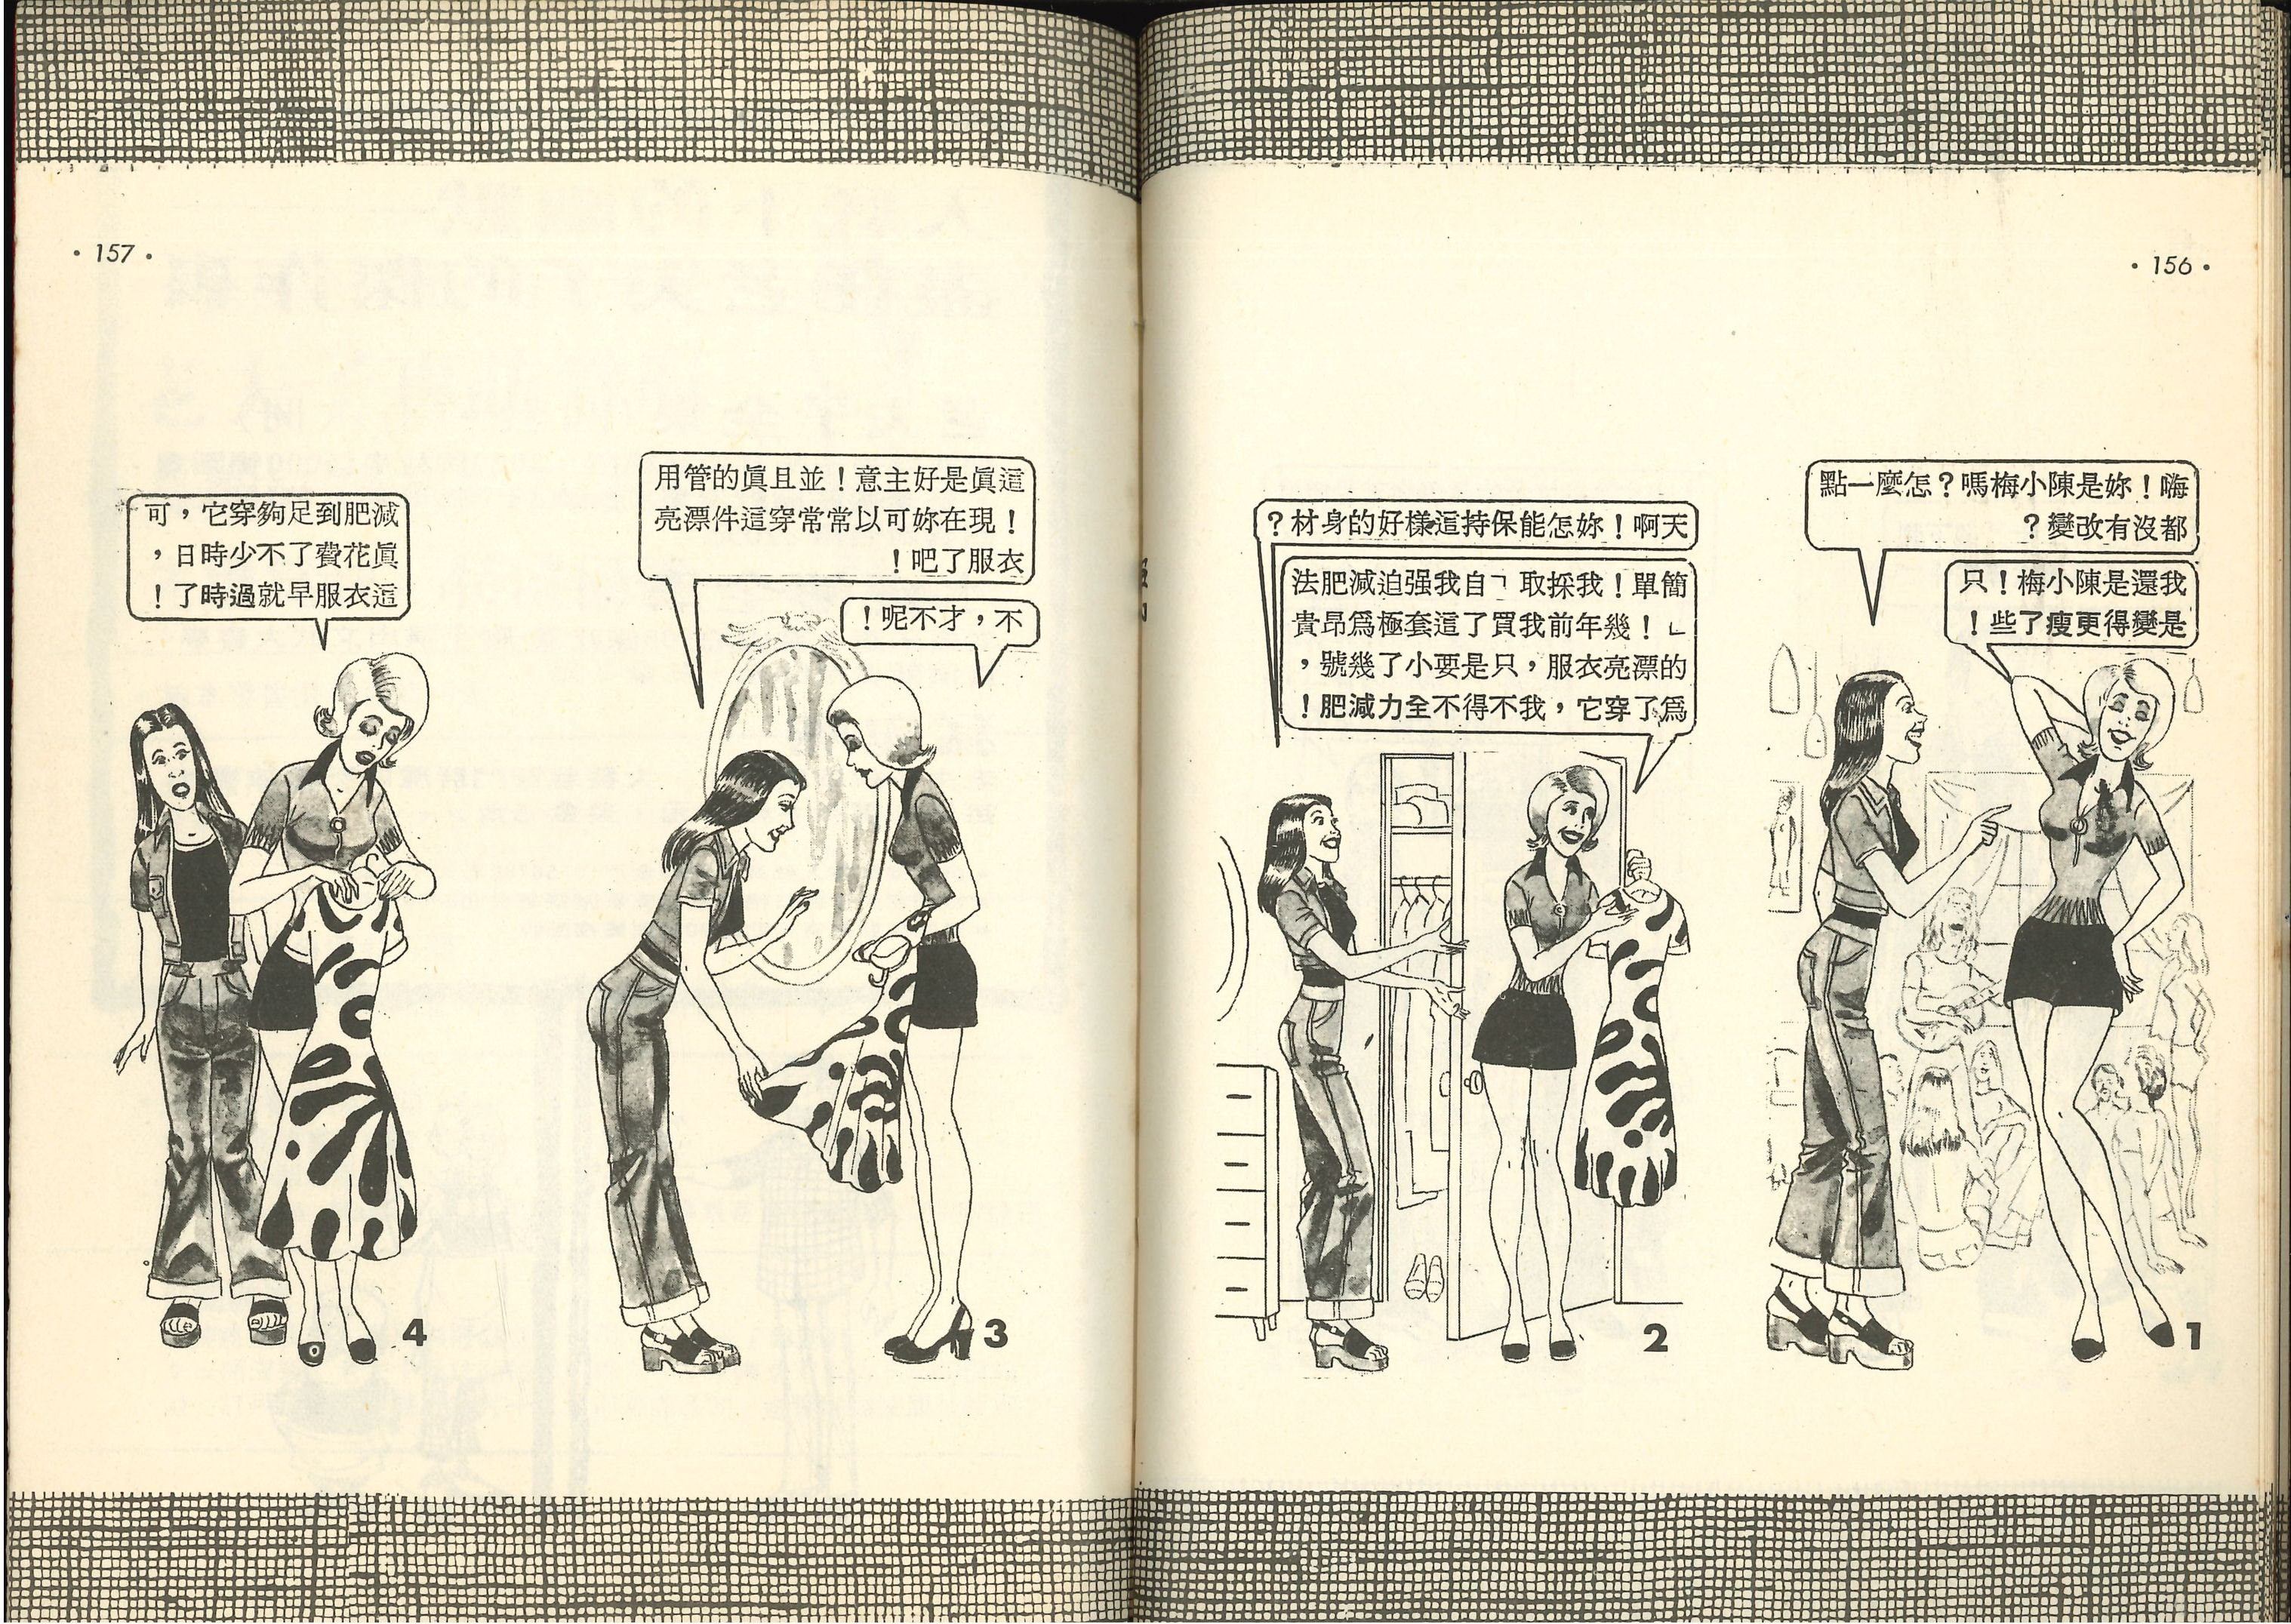 • 156 •
嗨！妳是陳小梅嗎？怎麼一點
都沒有改變？
我還是陳小梅！只
是變得更瘦了些！
1
天啊！妳怎能保持這樣好的身材？
簡單！我採取「自我强迫減肥法
」！幾年前我買了這套極爲昂貴
的漂亮衣服，只是要小了幾號，
爲了穿它，我不得不全力減肥！
2
• 157 •
這眞是好主意！並且眞的管用
！現在妳可以常常穿這件漂亮
衣服了吧！
不，才不呢！
3
減肥到足夠穿它，可
眞花費了不少時日，
這衣服早就過時了！
4